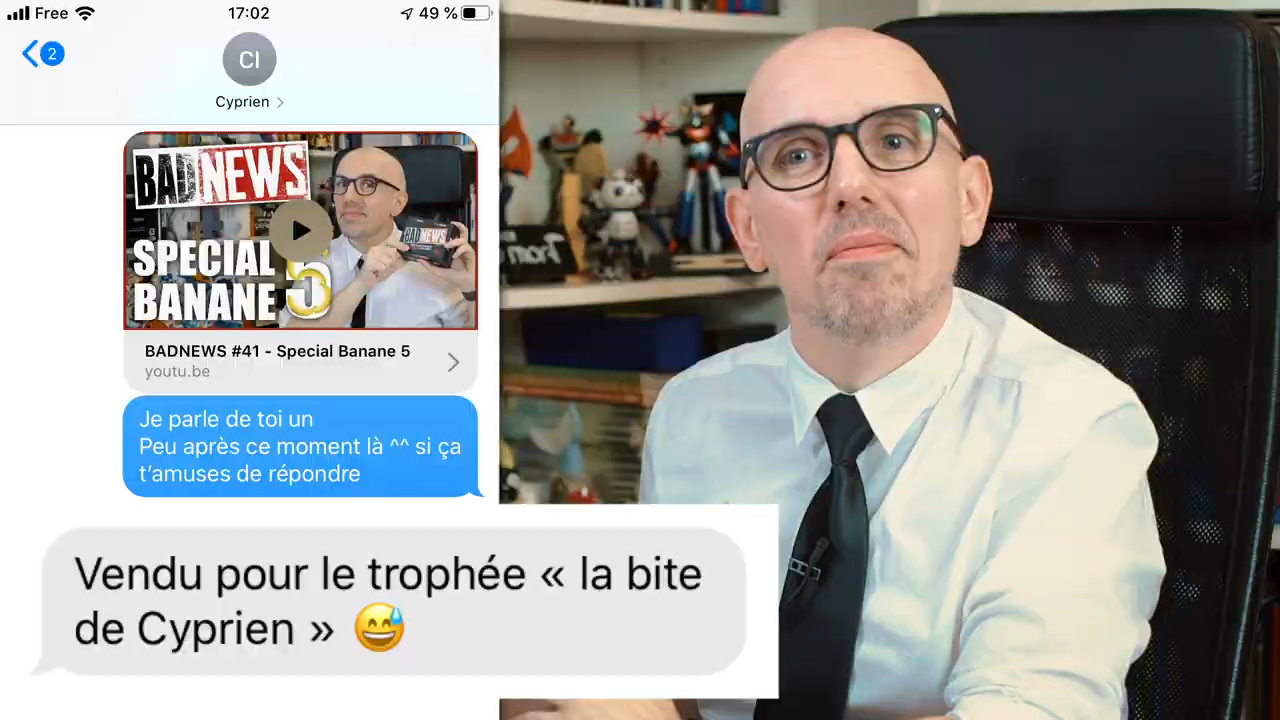 Free
17:02
49 %
2
CI
Cyprien
BADNEWS
BADNEWS
SPECIAL
BANANE 5
BADNEWS #41 - Special Banane 5
youtu.be
Je parle de toi un
Peu après ce moment là ^^ si ça
t'amuses de répondre
Vendu pour le trophée « la bite
de Cyprien » 😅